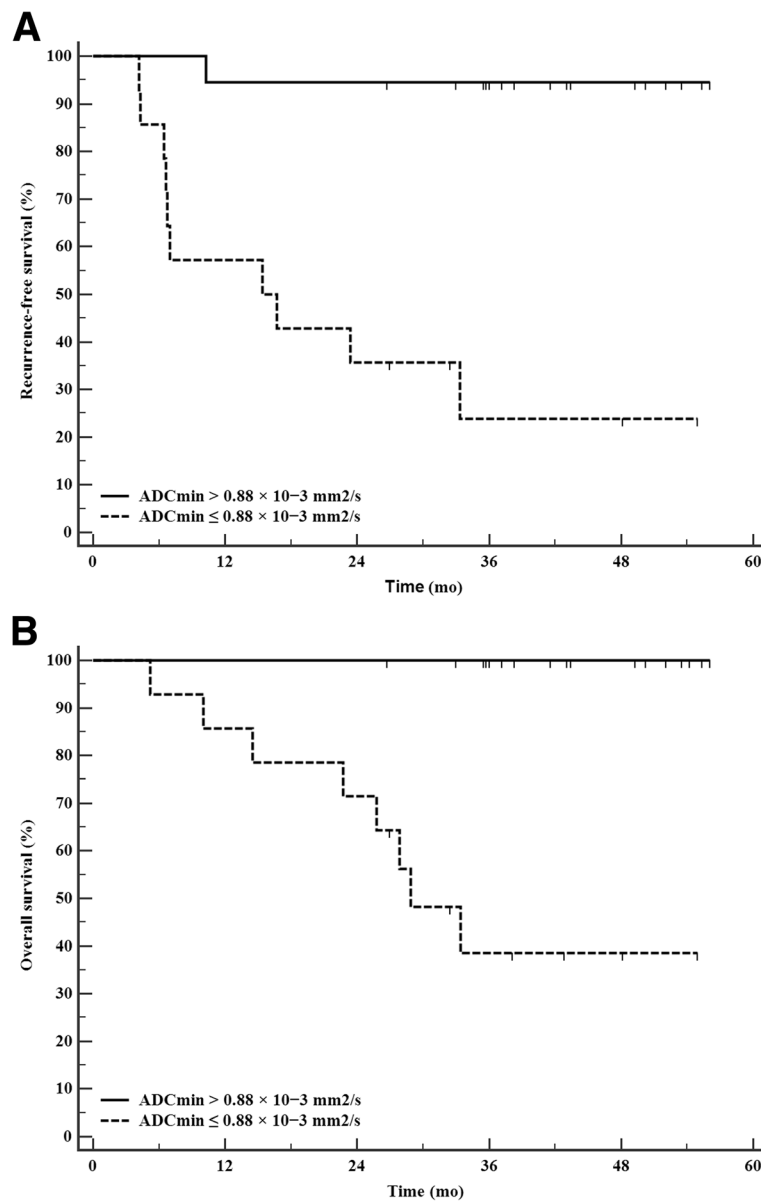 A
100
90
80
70
60
50
40
30
20
10
0
Recurrence-free survival (%)
ADCmin > 0.88 × 10−3 mm2/s
ADCmin ≤ 0.88 × 10−3 mm2/s
0 12 24 36 48 60
Time (mo)
B
100
90
80
70
60
50
40
30
20
10
0
Overall survival (%)
ADCmin > 0.88 × 10−3 mm2/s
ADCmin ≤ 0.88 × 10−3 mm2/s
0 12 24 36 48 60
Time (mo)